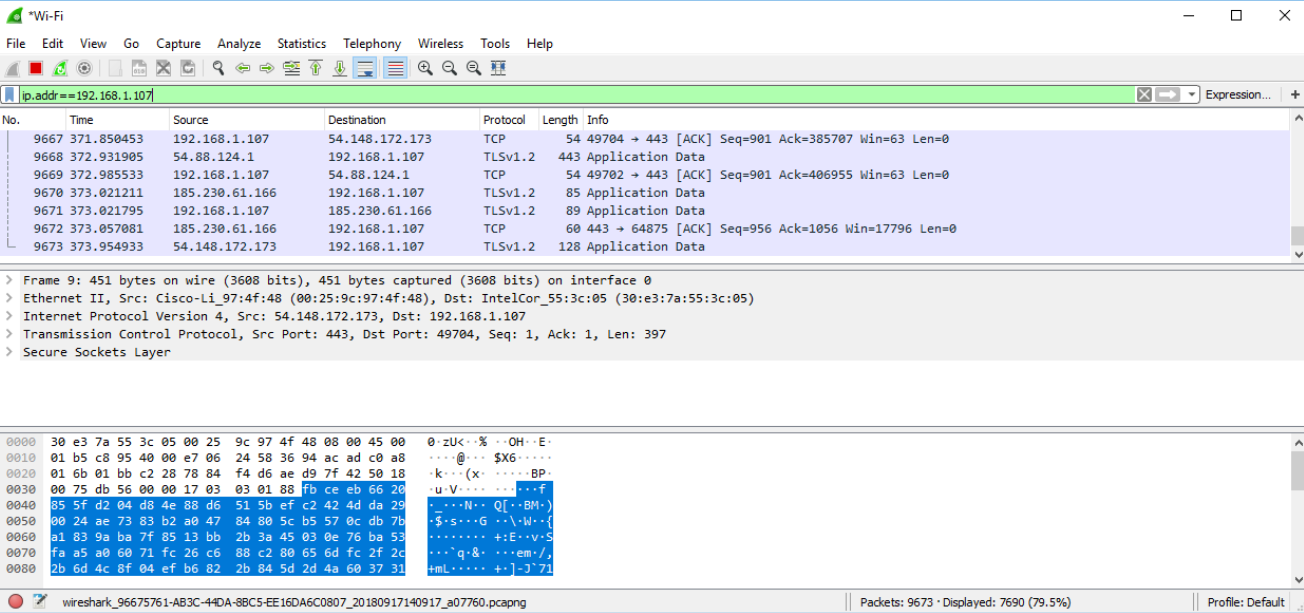 *Wi-Fi
File Edit View Go Capture Analyze Statistics Telephony Wireless Tools Help
ip.addr==192.168.1.107 Expression... +
No. Time Source Destination Protocol Length Info
9667 371.850453 192.168.1.107 54.148.172.173 TCP 54 49704 → 443 [ACK] Seq=901 Ack=385707 Win=63 Len=0
9668 372.931905 54.88.124.1 192.168.1.107 TLSv1.2 443 Application Data
9669 372.985533 192.168.1.107 54.88.124.1 TCP 54 49702 → 443 [ACK] Seq=901 Ack=406955 Win=63 Len=0
9670 373.021211 185.230.61.166 192.168.1.107 TLSv1.2 85 Application Data
9671 373.021795 192.168.1.107 185.230.61.166 TLSv1.2 89 Application Data
9672 373.057081 185.230.61.166 192.168.1.107 TCP 60 443 → 64875 [ACK] Seq=956 Ack=1056 Win=17796 Len=0
9673 373.954933 54.148.172.173 192.168.1.107 TLSv1.2 128 Application Data
> Frame 9: 451 bytes on wire (3608 bits), 451 bytes captured (3608 bits) on interface 0
> Ethernet II, Src: Cisco-Li_97:4f:48 (00:25:9c:97:4f:48), Dst: IntelCor_55:3c:05 (30:e3:7a:55:3c:05)
> Internet Protocol Version 4, Src: 54.148.172.173, Dst: 192.168.1.107
> Transmission Control Protocol, Src Port: 443, Dst Port: 49704, Seq: 1, Ack: 1, Len: 397
> Secure Sockets Layer
0000 30 e3 7a 55 3c 05 00 25 9c 97 4f 48 08 00 45 00 0·zU<··% ··OH··E·
0010 01 b5 c8 95 40 00 e7 06 24 58 36 94 ac ad c0 a8 ····@··· $X6·····
0020 01 6b 01 bb c2 28 78 84 f4 d6 ae d9 7f 42 50 18 ·k···(x· ·····BP·
0030 00 75 db 56 00 00 17 03 03 01 88 fb ce eb 66 20 ·u·V···· ······f
0040 85 5f d2 04 d8 4e 88 d6 51 5b ef c2 42 4d da 29 ·_···N·· Q[··BM·)
0050 00 24 ae 73 83 b2 a0 47 84 80 5c b5 57 0c db 7b ·$·s···G ··\·W··{
0060 a1 83 9a ba 7f 85 13 bb 2b 3a 45 03 0e 76 ba 53 ········ +:E··v·S
0070 fa a5 a0 60 71 fc 26 c6 88 c2 80 65 6d fc 2f 2c ···`q·&· ···em·/,
0080 2b 6d 4c 8f 04 ef b6 82 2b 84 5d 2d 4a 60 37 31 +mL····· +·]-J`71
wireshark_96675761-AB3C-44DA-8BC5-EE16DA6C0807_20180917140917_a07760.pcapng Packets: 9673 · Displayed: 7690 (79.5%) Profile: Default